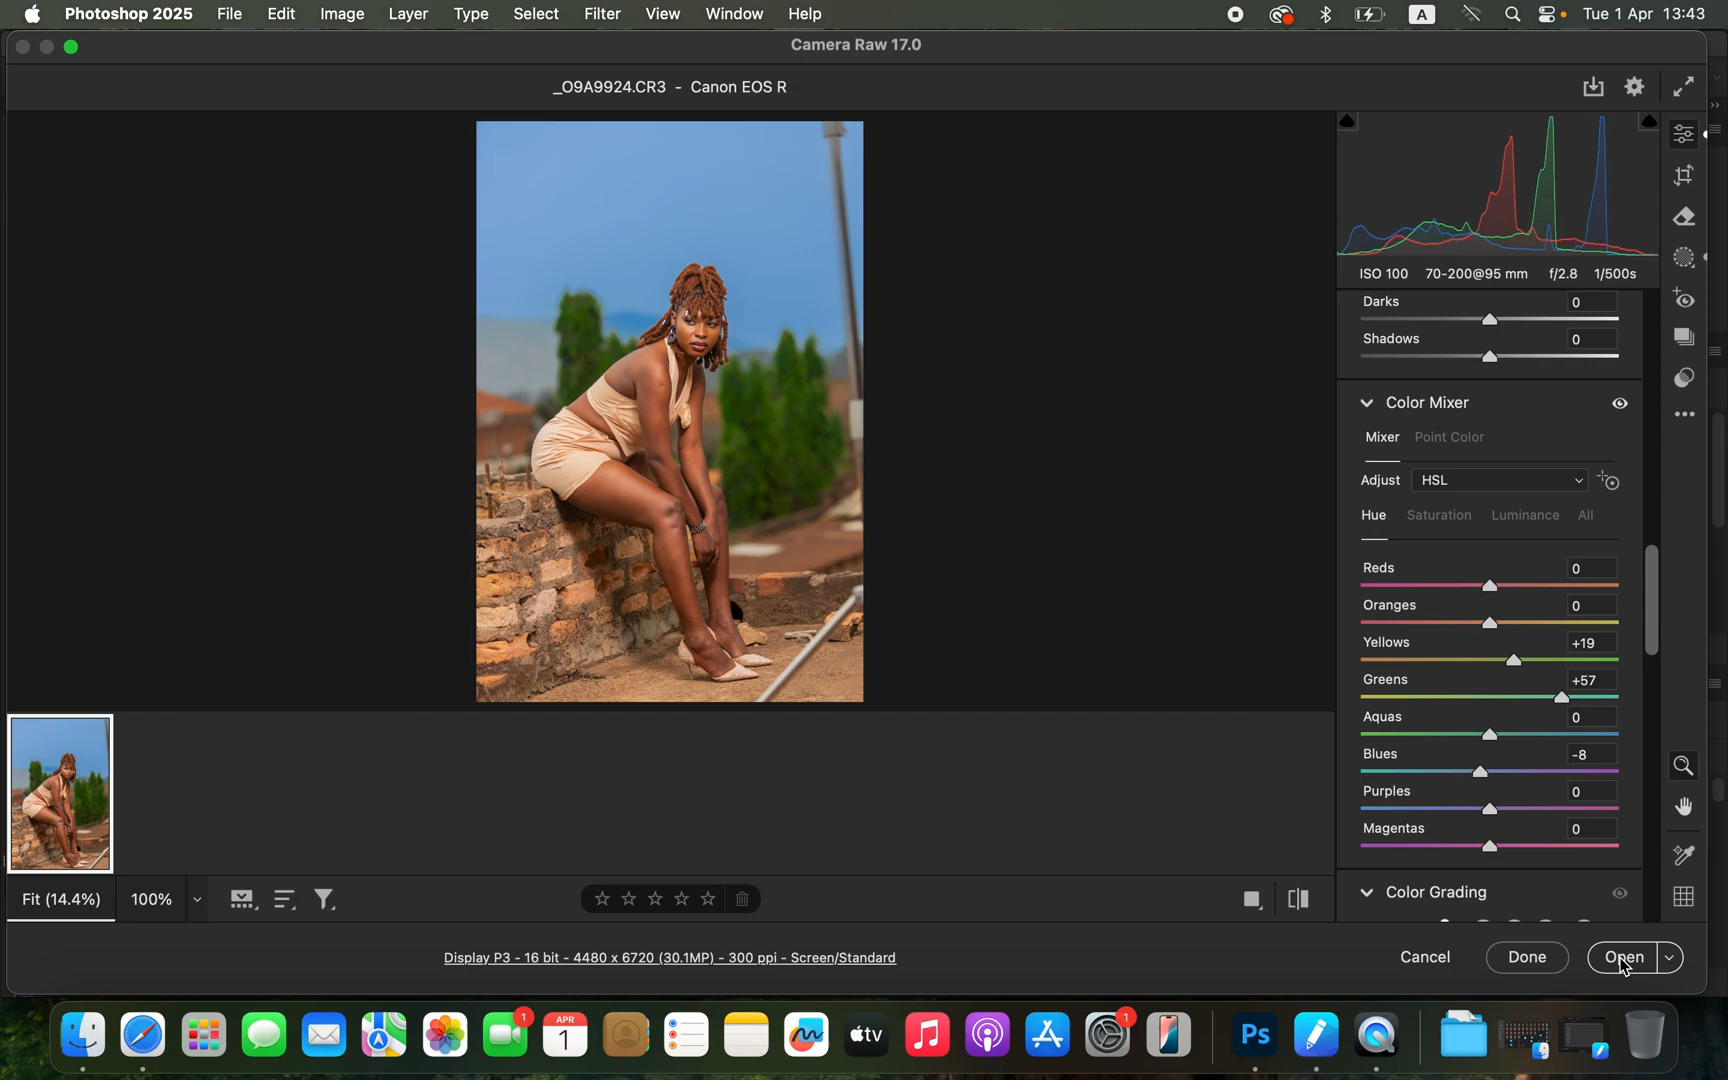 Photoshop 2025 File Edit Image Layer Type Select Filter View Window Help A Tue 1 Apr 13:43
Camera Raw 17.0
_O9A9924.CR3 - Canon EOS R
ISO 100 70-200@95 mm f/2.8 1/500s
Darks 0
Shadows 0
Color Mixer
Mixer Point Color
Adjust HSL
Hue Saturation Luminance All
Reds 0
Oranges 0
Yellows +19
Greens +57
Aquas 0
Blues -8
Purples 0
Magentas 0
Color Grading
Fit (14.4%) 100%
Display P3 - 16 bit - 4480 x 6720 (30.1MP) - 300 ppi - Screen/Standard
Cancel Done Open
1 APR 1 tv 1 Ps